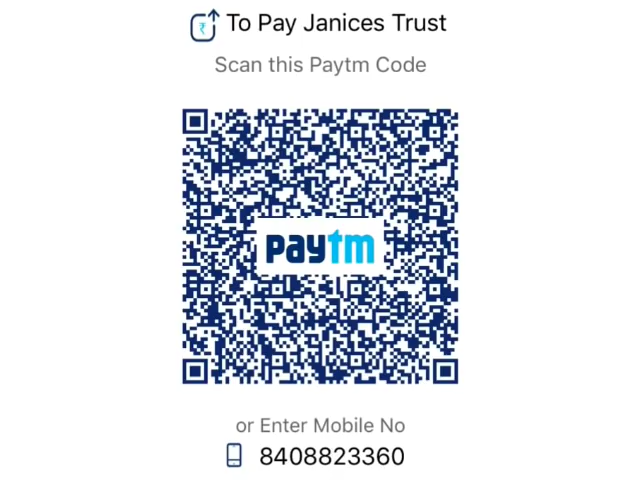 To Pay Janices Trust
Scan this Paytm Code
paytm
or Enter Mobile No
8408823360